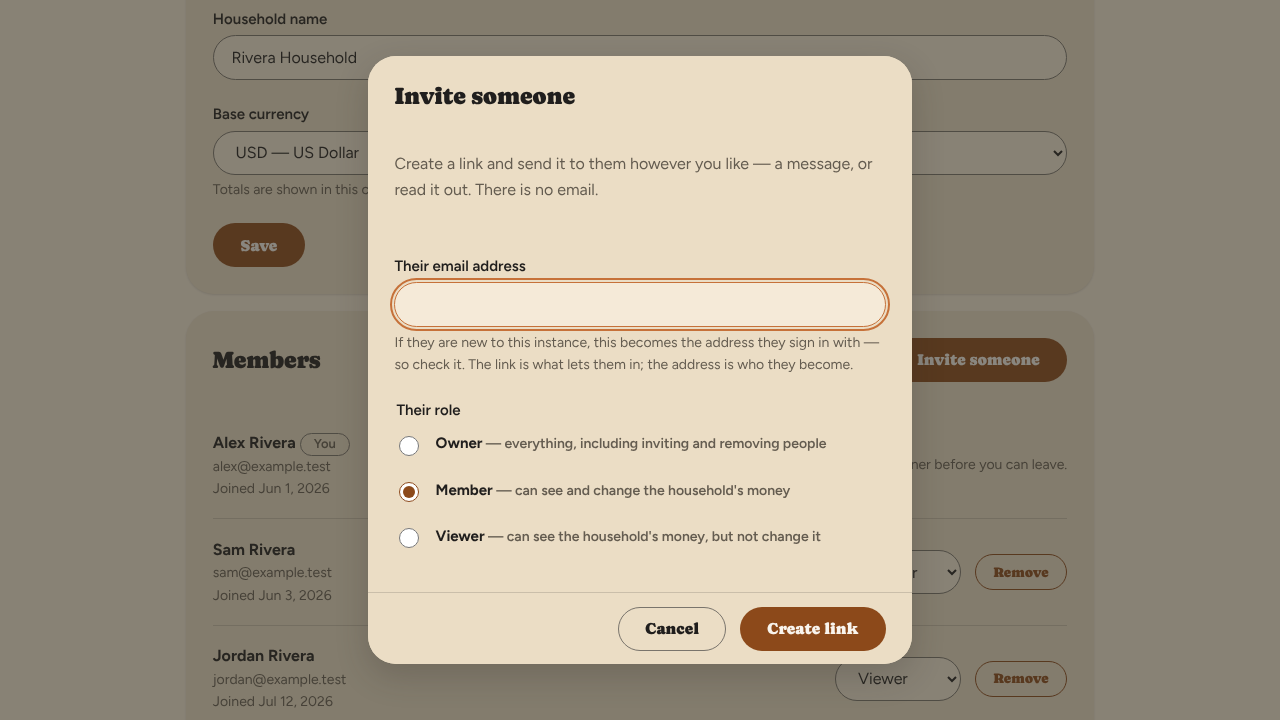 Household name
Rivera Household
Base currency
USD — US Dollar
Totals are shown in this
Save
Members
Invite someone
Alex Rivera You
alex@example.test
Joined Jun 1, 2026
before you can leave.
Sam Rivera
sam@example.test
Joined Jun 3, 2026
Remove
Jordan Rivera
jordan@example.test
Joined Jul 12, 2026
Viewer
Remove
Invite someone
Create a link and send it to them however you like — a message, or
read it out. There is no email.
Their email address
If they are new to this instance, this becomes the address they sign in with —
so check it. The link is what lets them in; the address is who they become.
Their role
Owner — everything, including inviting and removing people
Member — can see and change the household's money
Viewer — can see the household's money, but not change it
Cancel
Create link